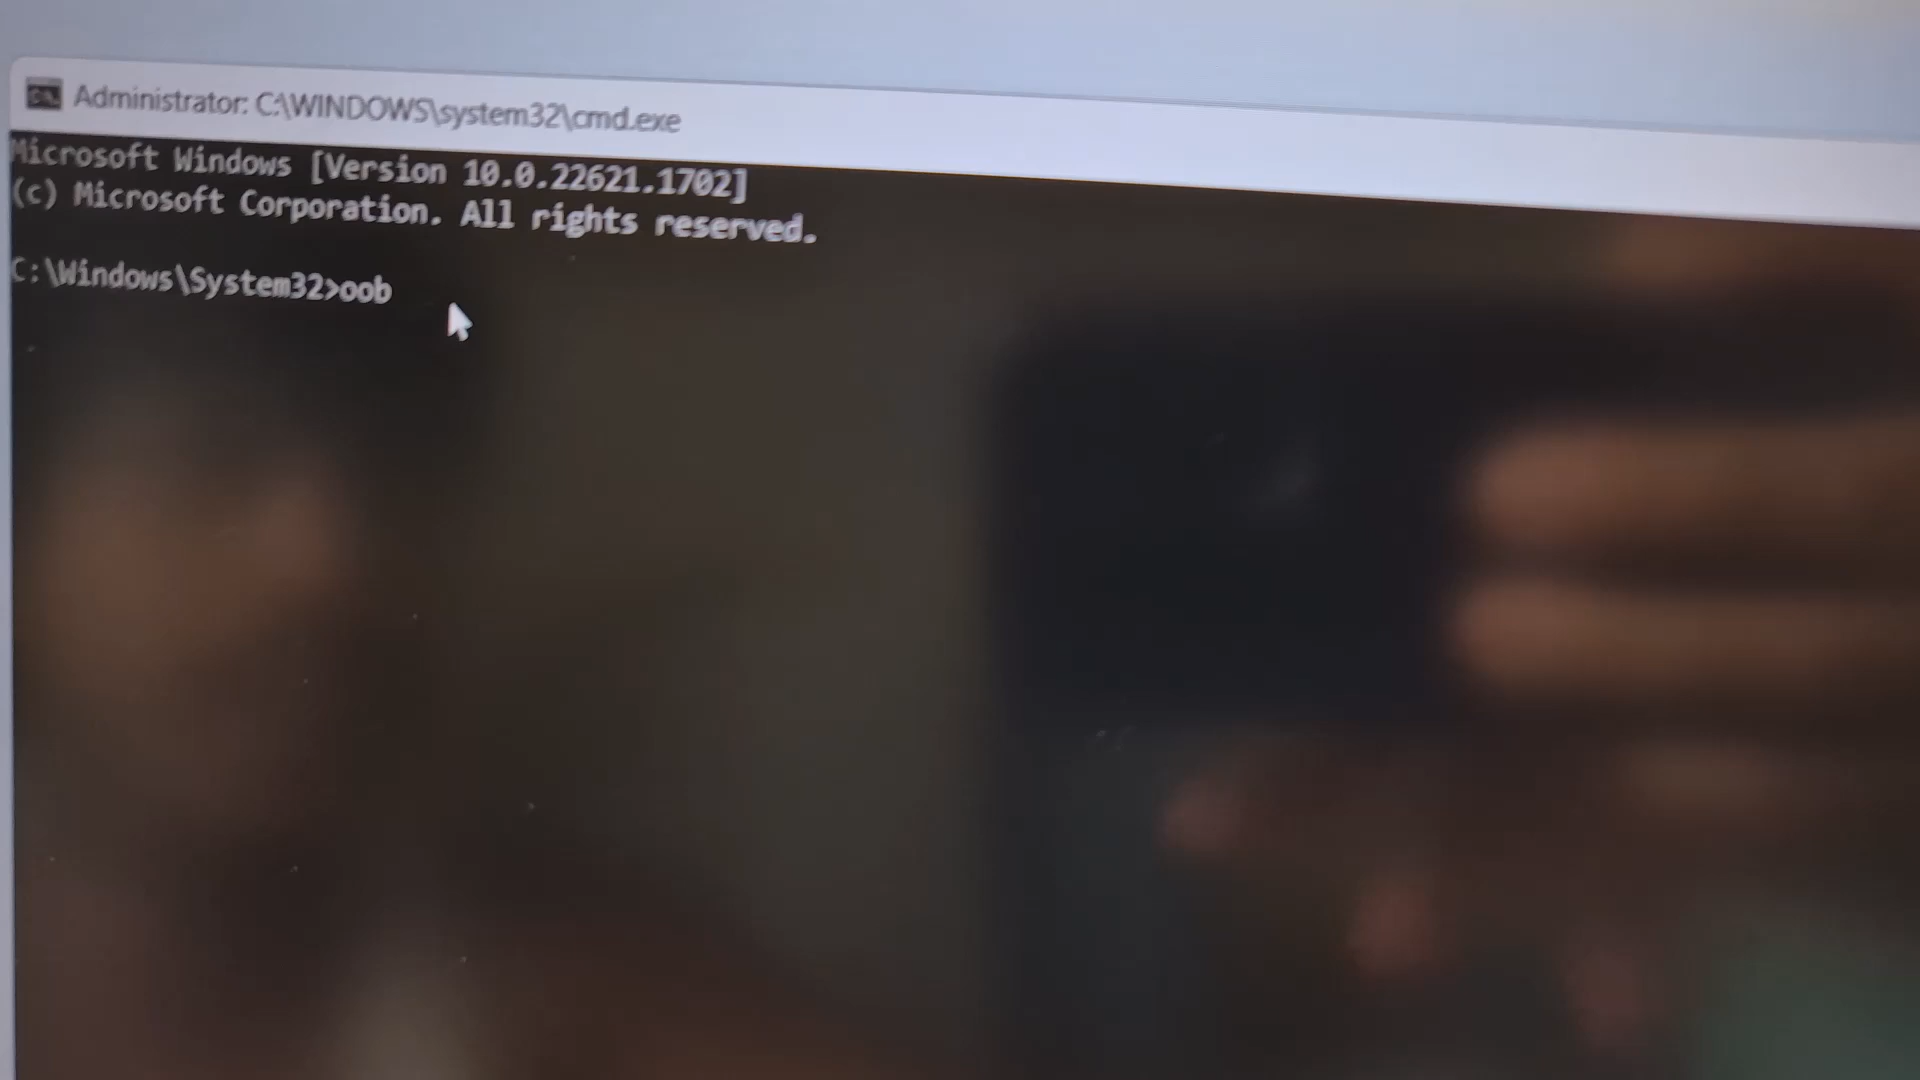 Administrator: C:\WINDOWS\system32\cmd.exe
Microsoft Windows [Version 10.0.22621.1702]
(c) Microsoft Corporation. All rights reserved.
C:\Windows\System32>oob